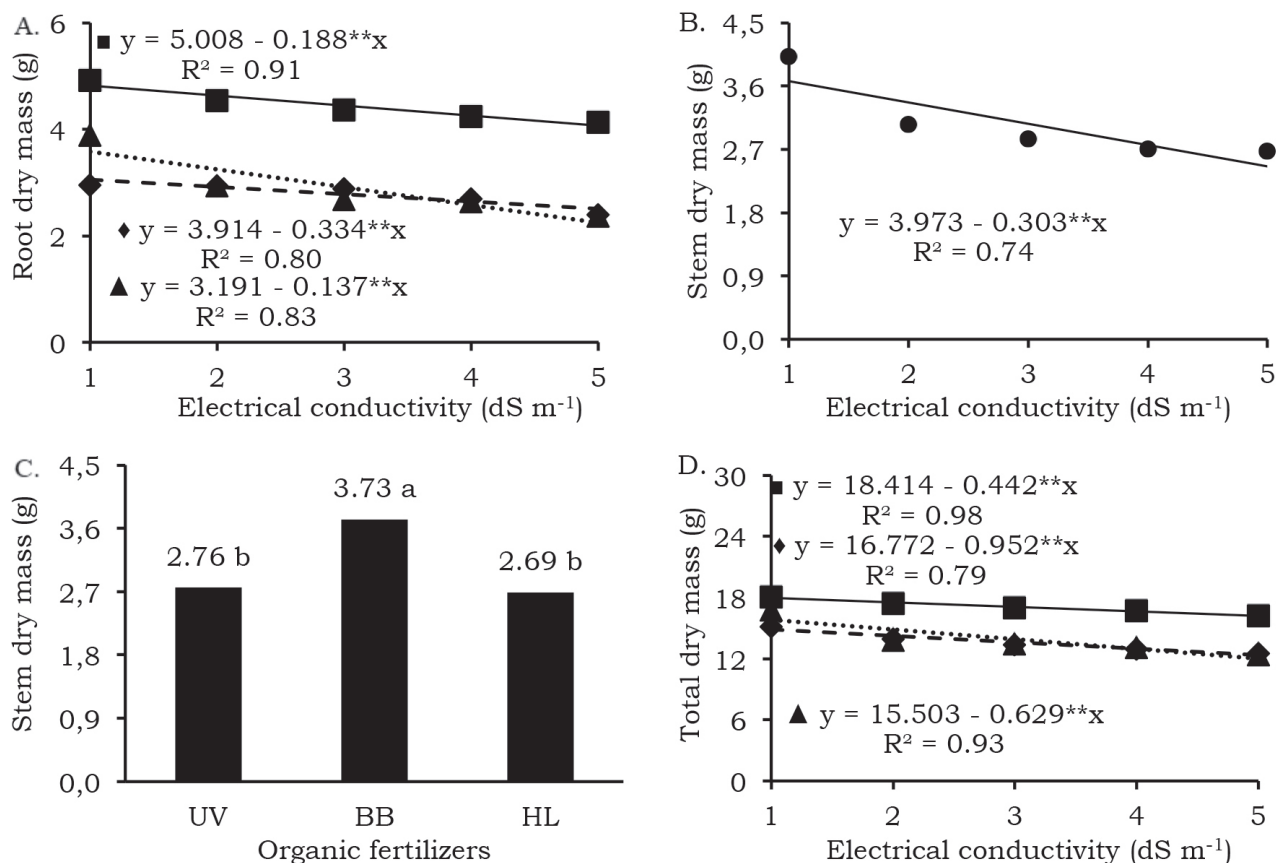 A.
Root dry mass (g)
6
4
2
0
■ y = 5.008 - 0.188**x
R² = 0.91
♦ y = 3.914 - 0.334**x
R² = 0.80
▲ y = 3.191 - 0.137**x
R² = 0.83
1 2 3 4 5
Electrical conductivity (dS m⁻¹)
B.
Stem dry mass (g)
4,5
3,6
2,7
1,8
0,9
0,0
y = 3.973 - 0.303**x
R² = 0.74
1 2 3 4 5
Electrical conductivity (dS m⁻¹)
C.
Stem dry mass (g)
4,5
3,6
2,7
1,8
0,9
0,0
2.76 b 3.73 a 2.69 b
UV BB HL
Organic fertilizers
D.
Total dry mass (g)
30
24
18
12
6
0
■ y = 18.414 - 0.442**x
R² = 0.98
♦ y = 16.772 - 0.952**x
R² = 0.79
▲ y = 15.503 - 0.629**x
R² = 0.93
1 2 3 4 5
Electrical conductivity (dS m⁻¹)